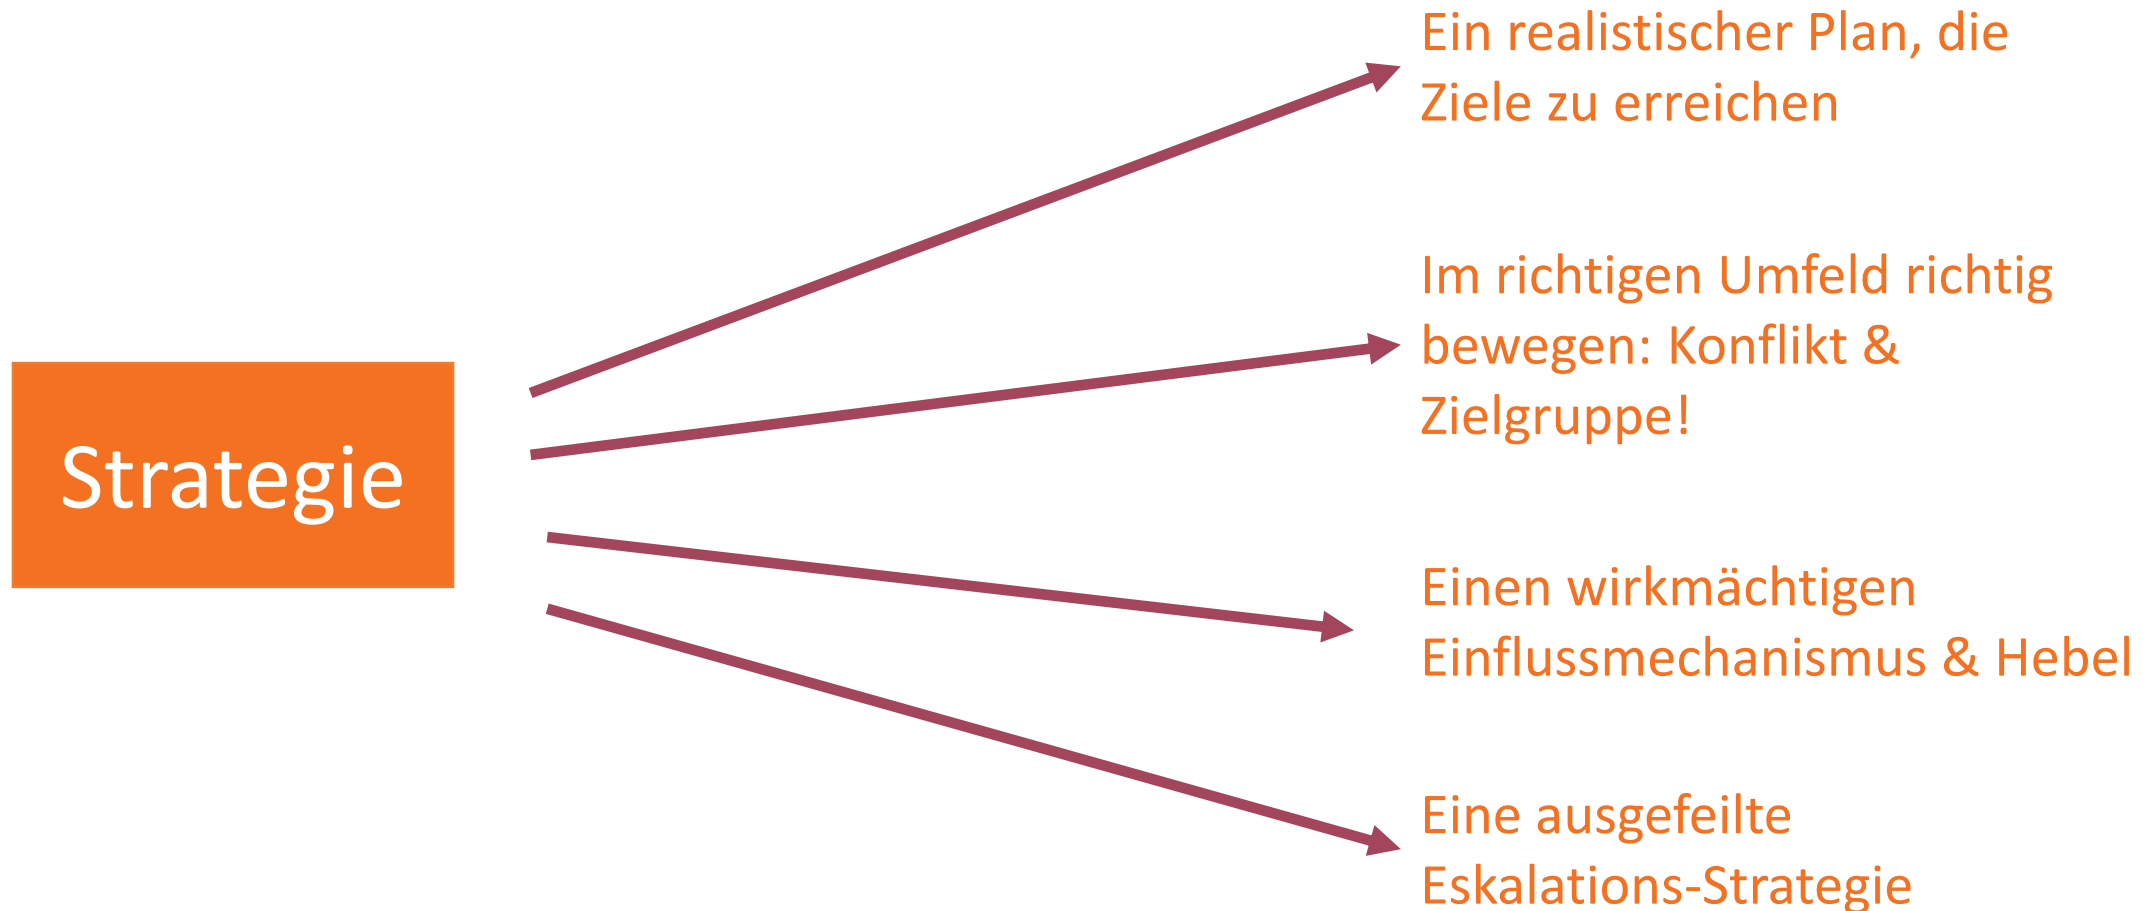 Strategie
Ein realistischer Plan, die
Ziele zu erreichen
Im richtigen Umfeld richtig
bewegen: Konflikt &
Zielgruppe!
Einen wirkmächtigen
Einflussmechanismus & Hebel
Eine ausgefeilte
Eskalations-Strategie